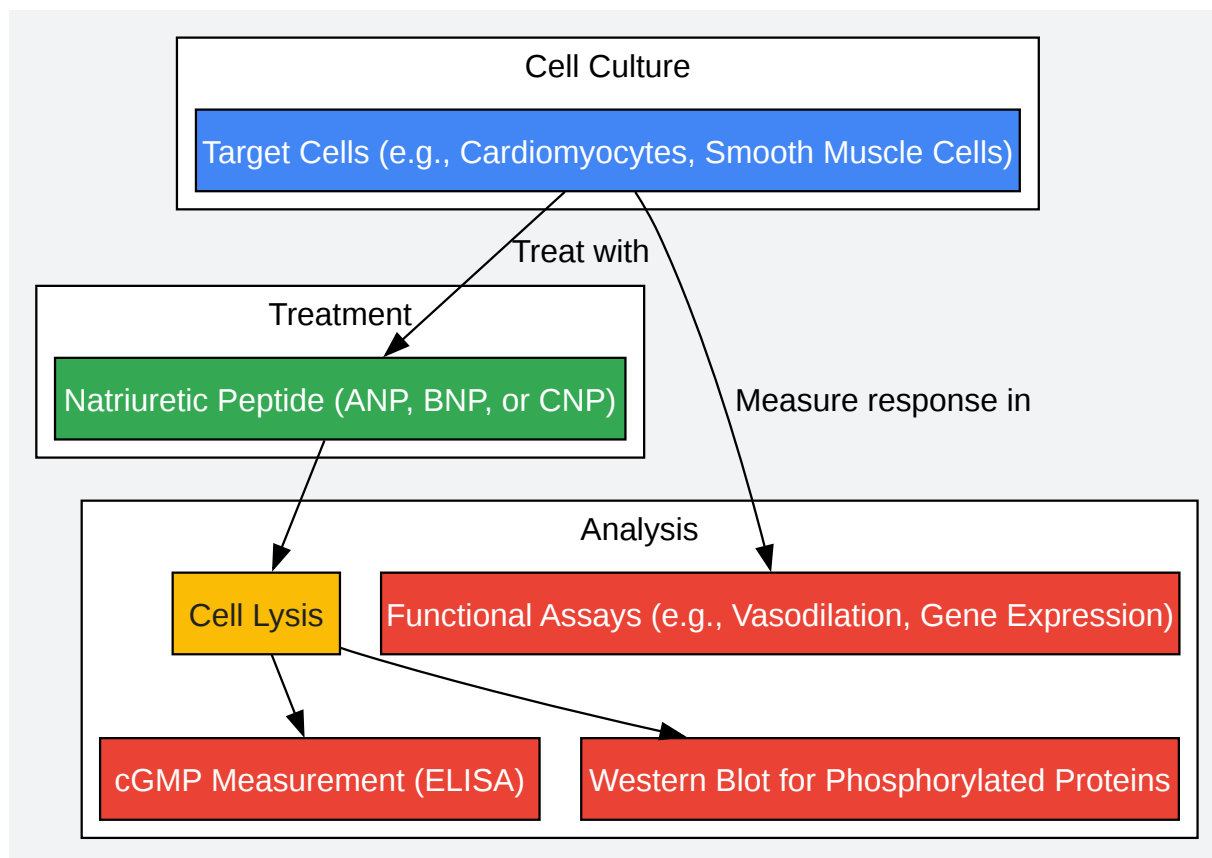 Cell Culture
Target Cells (e.g., Cardiomyocytes, Smooth Muscle Cells)
Treat with
Treatment
Natriuretic Peptide (ANP, BNP, or CNP)
Measure response in
Analysis
Cell Lysis
Functional Assays (e.g., Vasodilation, Gene Expression)
cGMP Measurement (ELISA)
Western Blot for Phosphorylated Proteins